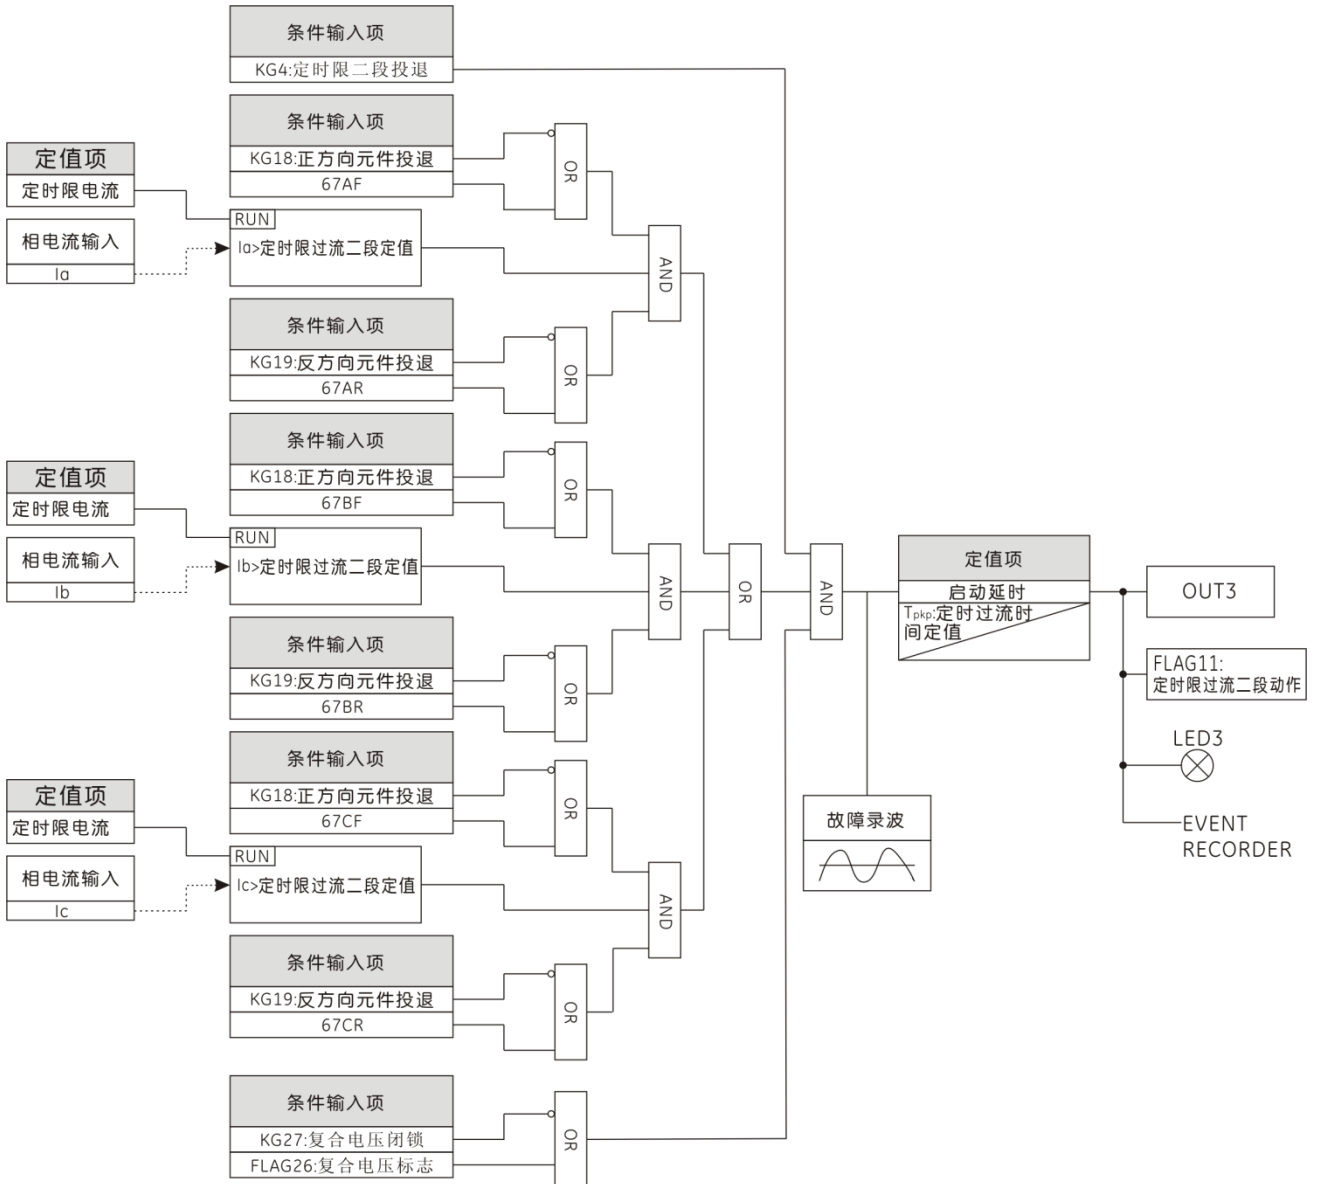 条件输入项
KG4:定时限二段投退
条件输入项
KG18:正方向元件投退
67AF
OR
定值项
定时限电流
相电流输入
Ia
RUN
Ia>定时限过流二段定值
AND
条件输入项
KG19:反方向元件投退
67AR
OR
条件输入项
KG18:正方向元件投退
67BF
OR
定值项
定时限电流
相电流输入
Ib
RUN
Ib>定时限过流二段定值
AND
OR
AND
条件输入项
KG19:反方向元件投退
67BR
OR
条件输入项
KG18:正方向元件投退
67CF
OR
定值项
定时限电流
相电流输入
Ic
RUN
Ic>定时限过流二段定值
AND
条件输入项
KG19:反方向元件投退
67CR
OR
条件输入项
KG27:复合电压闭锁
FLAG26:复合电压标志
OR
定值项
启动延时
Tpkp:定时过流时
间定值
故障录波
OUT3
FLAG11:
定时限过流二段动作
LED3
EVENT
RECORDER